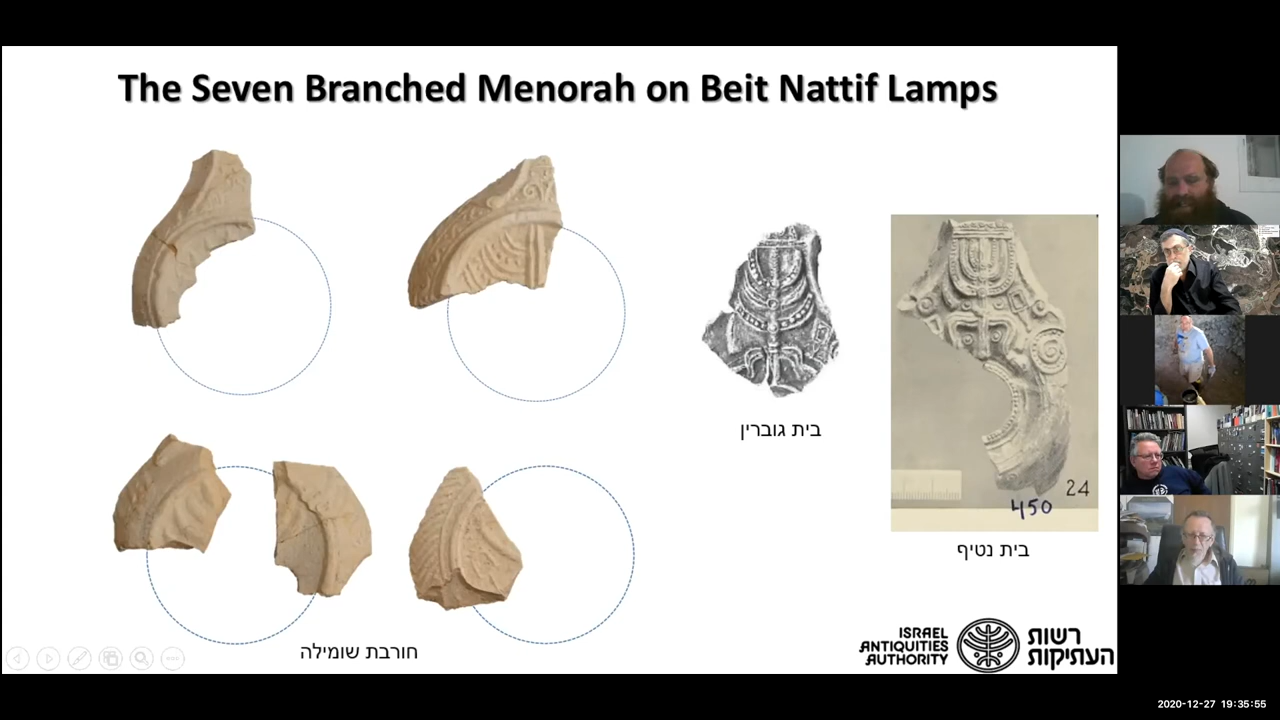 The Seven Branched Menorah on Beit Nattif Lamps
בית גוברין
24
450
בית נטיף
חורבת שומילה
ISRAEL
ANTIQUITIES
AUTHORITY
רשות
העתיקות
2020-12-27 19:35:55